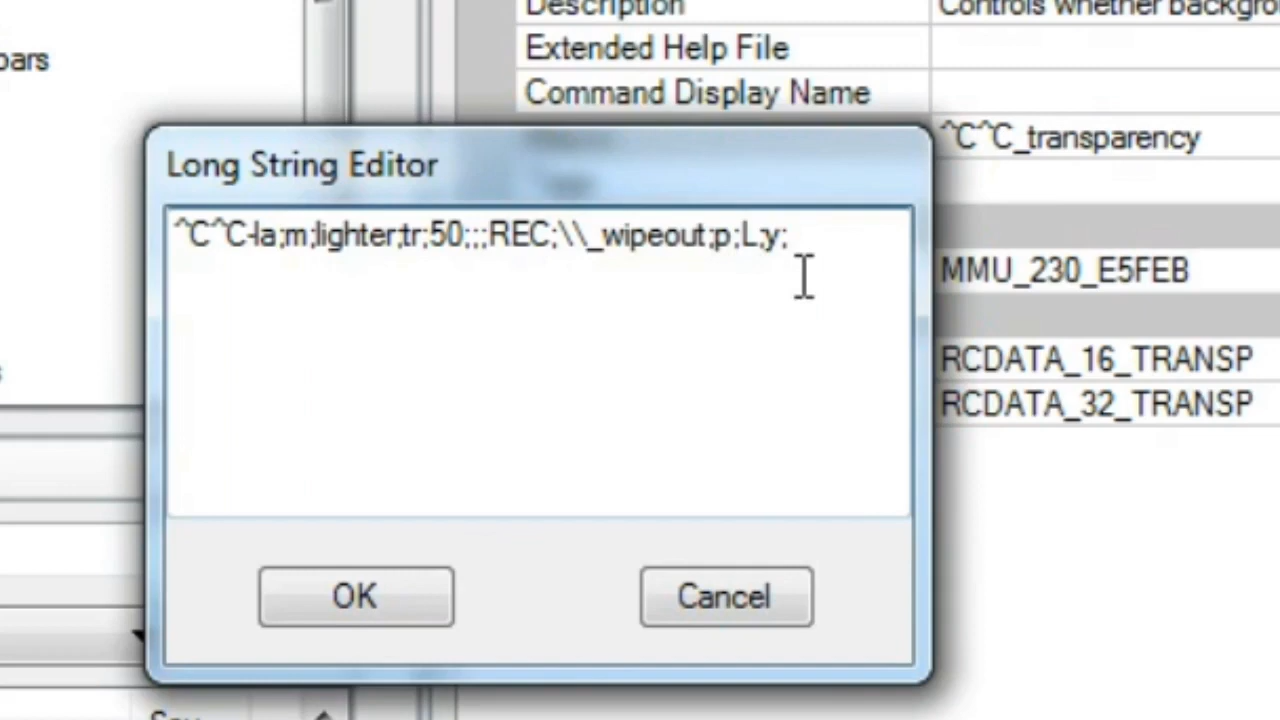 Description
Controls whether backgro
bars
Extended Help File
Command Display Name
^C^C_transparency
Long String Editor
^C^C-la;m;lighter;tr;50;;;REC;\\_wipeout;p;L;y;
MMU_230_E5FEB
RCDATA_16_TRANSP
RCDATA_32_TRANSP
OK
Cancel